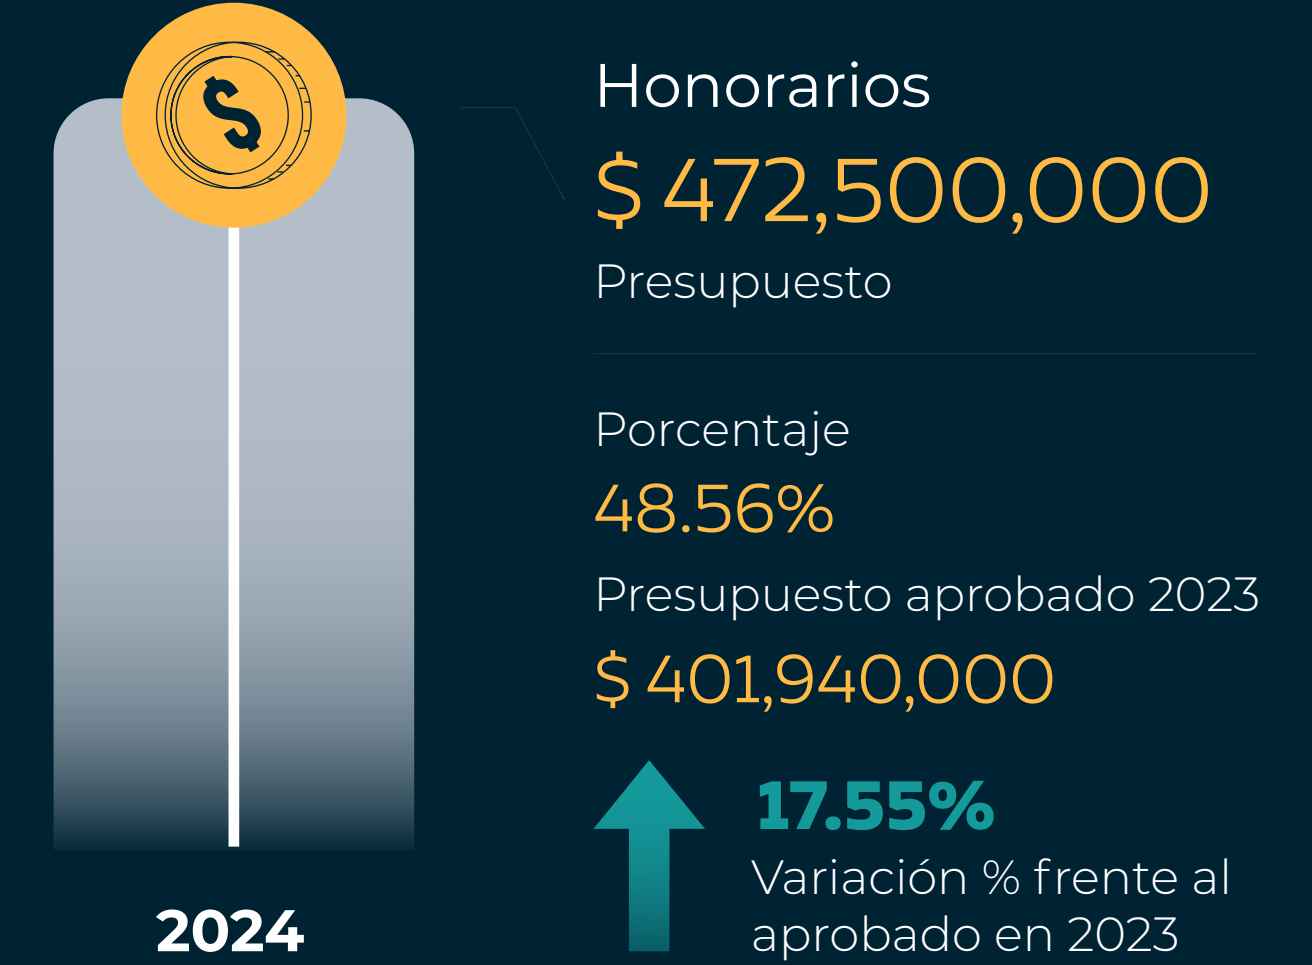 $
Honorarios
$ 472,500,000
Presupuesto
Porcentaje
48.56%
Presupuesto aprobado 2023
$ 401,940,000
17.55%
Variación % frente al
aprobado en 2023
2024